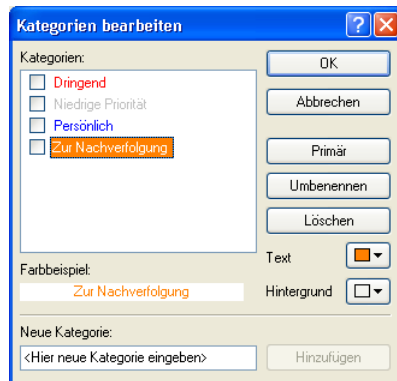 Kategorien bearbeiten
Kategorien:
Dringend
Niedrige Priorität
Persönlich
Zur Nachverfolgung
OK
Abbrechen
Primär
Umbenennen
Löschen
Text
Farbbeispiel:
Zur Nachverfolgung
Hintergrund
Neue Kategorie:
<Hier neue Kategorie eingeben>
Hinzufügen